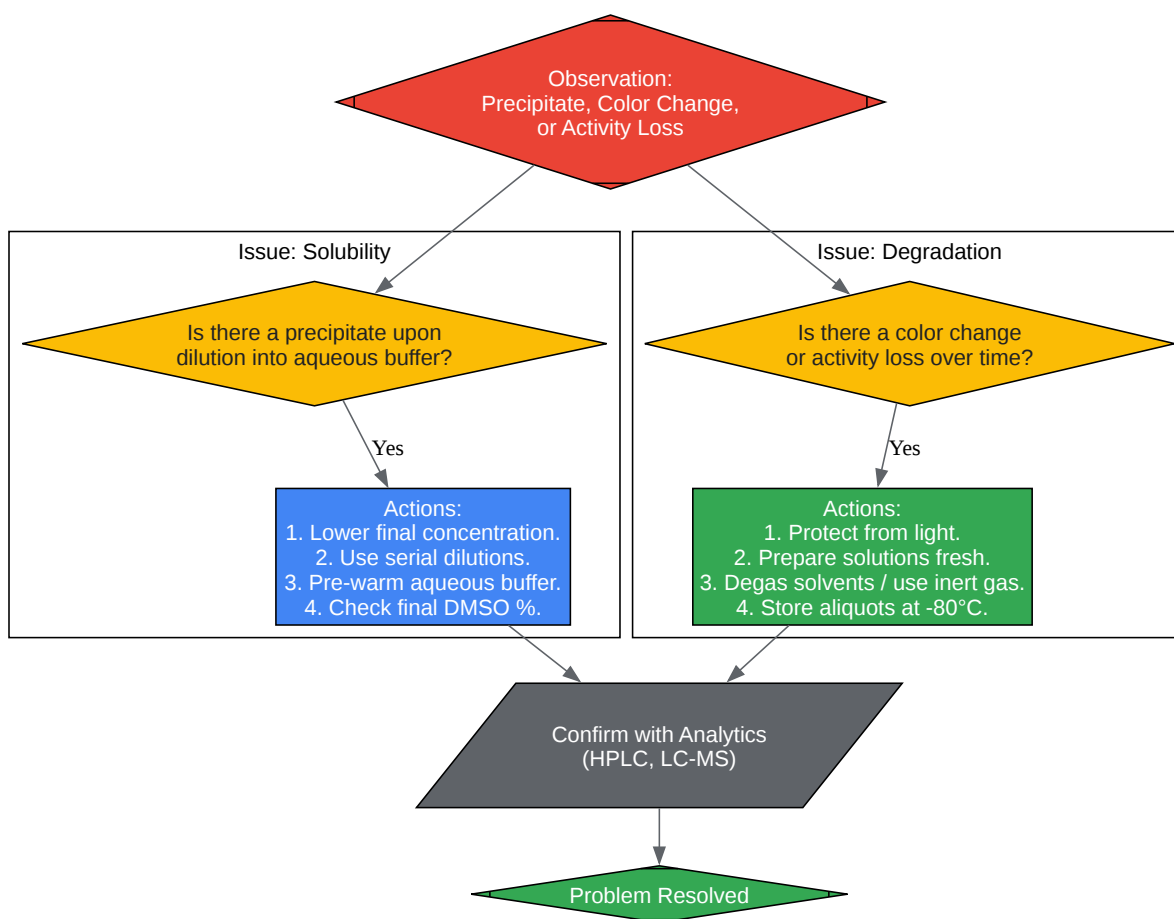 Observation:
Precipitate, Color Change,
or Activity Loss
Issue: Solubility
Is there a precipitate upon
dilution into aqueous buffer?
Yes
Actions:
1. Lower final concentration.
2. Use serial dilutions.
3. Pre-warm aqueous buffer.
4. Check final DMSO %.
Issue: Degradation
Is there a color change
or activity loss over time?
Yes
Actions:
1. Protect from light.
2. Prepare solutions fresh.
3. Degas solvents / use inert gas.
4. Store aliquots at -80°C.
Confirm with Analytics
(HPLC, LC-MS)
Problem Resolved